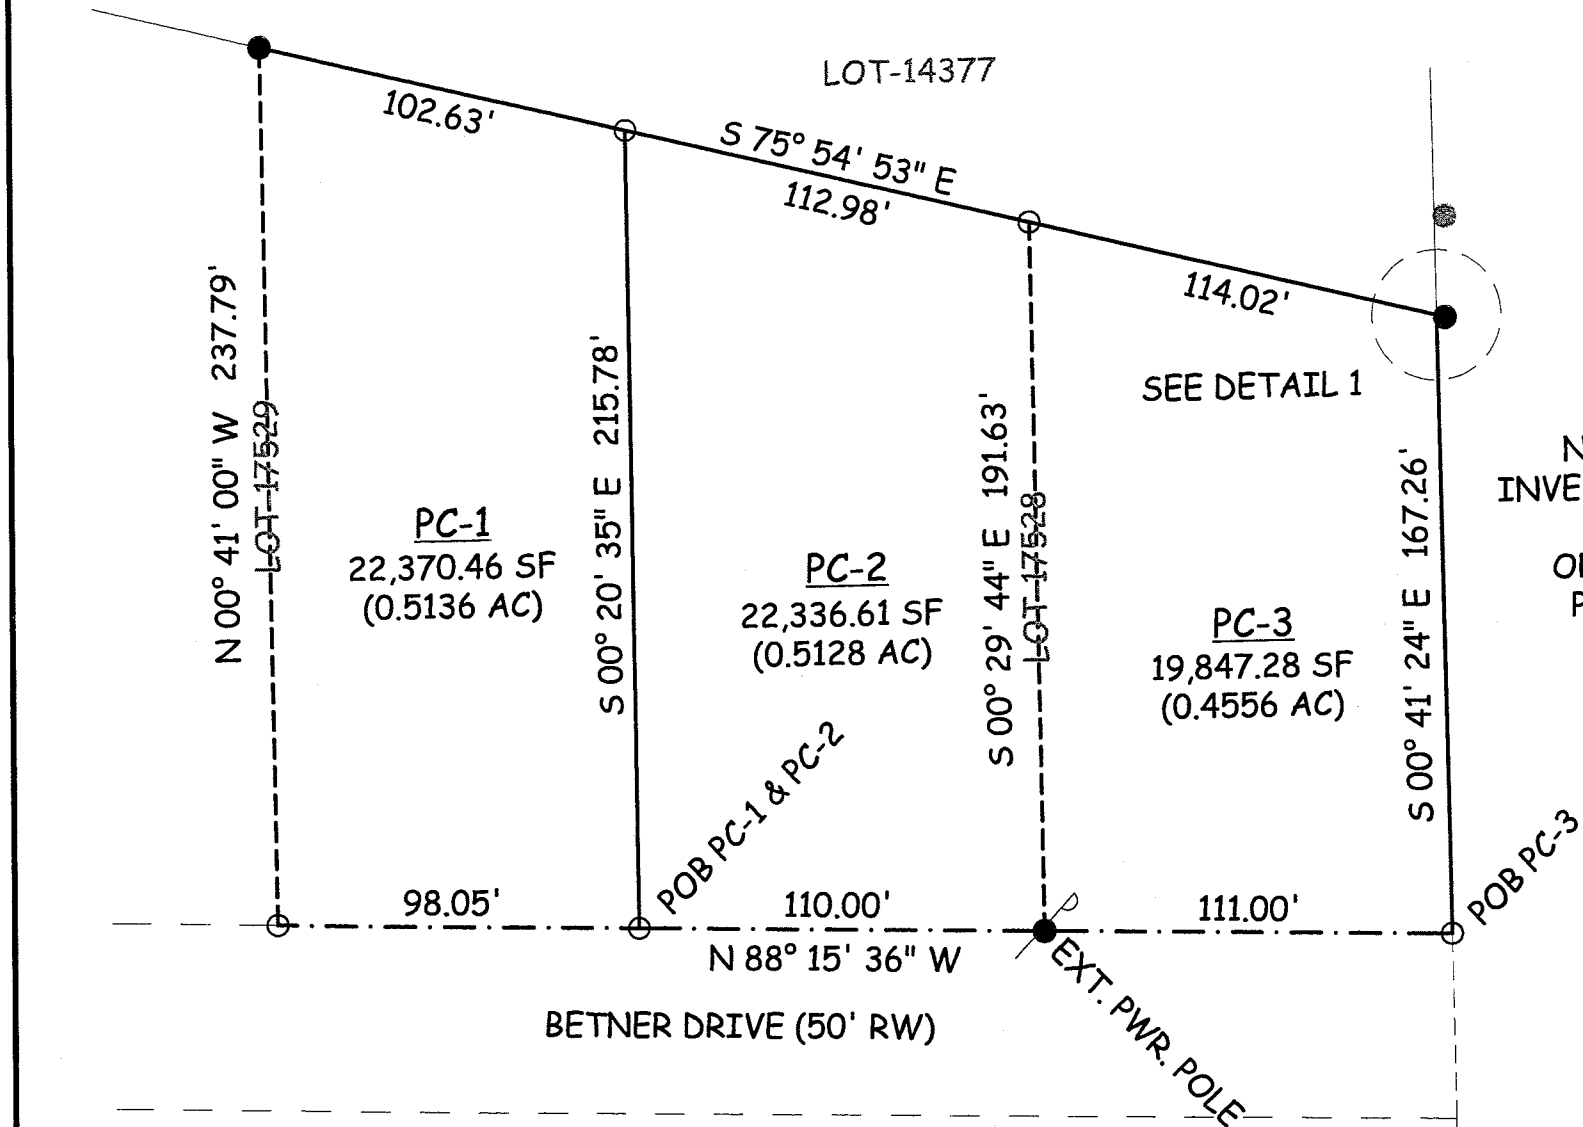 LOT-14377
102.63'
S 75° 54' 53" E
112.98'
114.02'
SEE DETAIL 1
N 00° 41' 00" W 237.79'
LOT-17529
S 00° 20' 35" E 215.78'
S 00° 29' 44" E 191.63'
LOT-17528
S 00° 41' 24" E 167.26'
INVE
PC-1
22,370.46 SF
(0.5136 AC)
PC-2
22,336.61 SF
(0.5128 AC)
PC-3
19,847.28 SF
(0.4556 AC)
POB PC-1 & PC-2
POB PC-3
98.05'
110.00'
111.00'
N 88° 15' 36" W
EXT. PWR. POLE
BETNER DRIVE (50' RW)